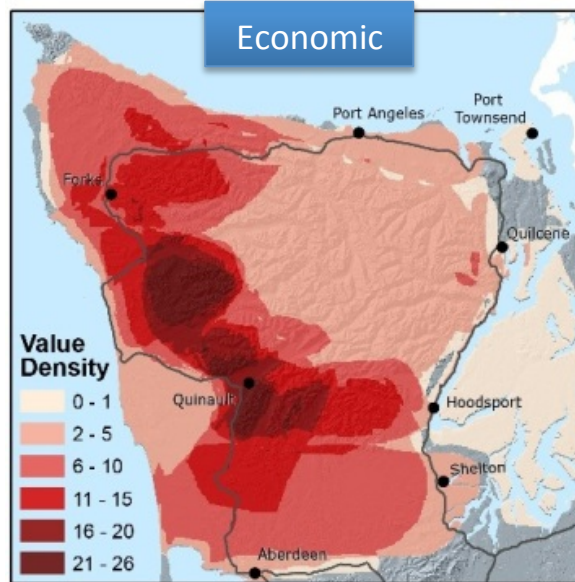 Economic
Port
Townsend
Port Angeles
Forks
Quilcene
Value
Density
0 - 1
2 - 5
6 - 10
11 - 15
16 - 20
21 - 26
Quinault
Hoodsport
Shelton
Aberdeen